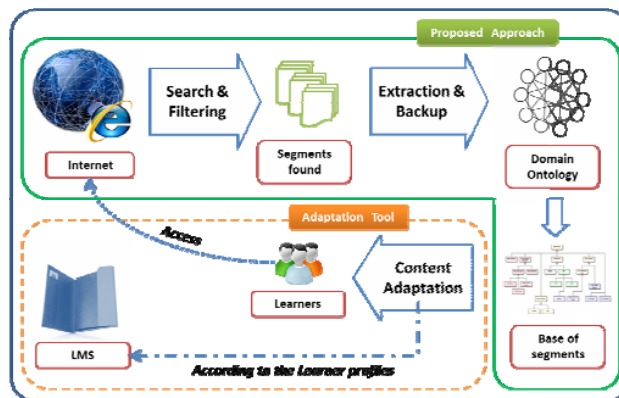 Proposed Approach
Search &
Filtering
Extraction &
Backup
Internet
Segments
found
Domain
Ontology
Adaptation Tool
Access
Learners
Content
Adaptation
LMS
According to the Learner profiles
Base of
segments